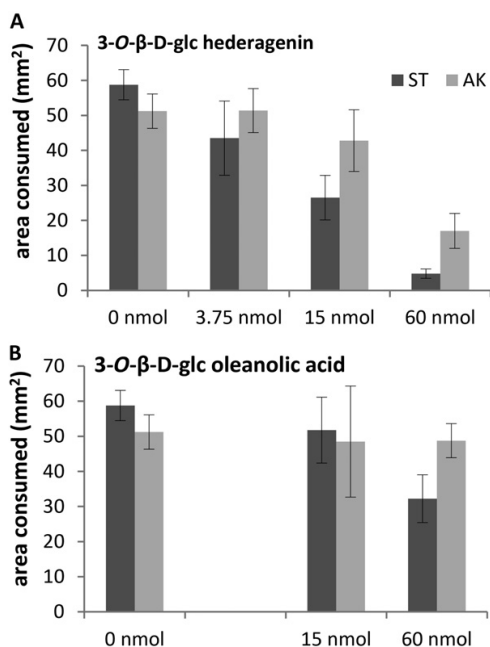 A
3-O-β-D-glc hederagenin
area consumed (mm²)
70
60
50
40
30
20
10
0
ST AK
0 nmol 3.75 nmol 15 nmol 60 nmol
B
3-O-β-D-glc oleanolic acid
area consumed (mm²)
70
60
50
40
30
20
10
0
0 nmol 15 nmol 60 nmol